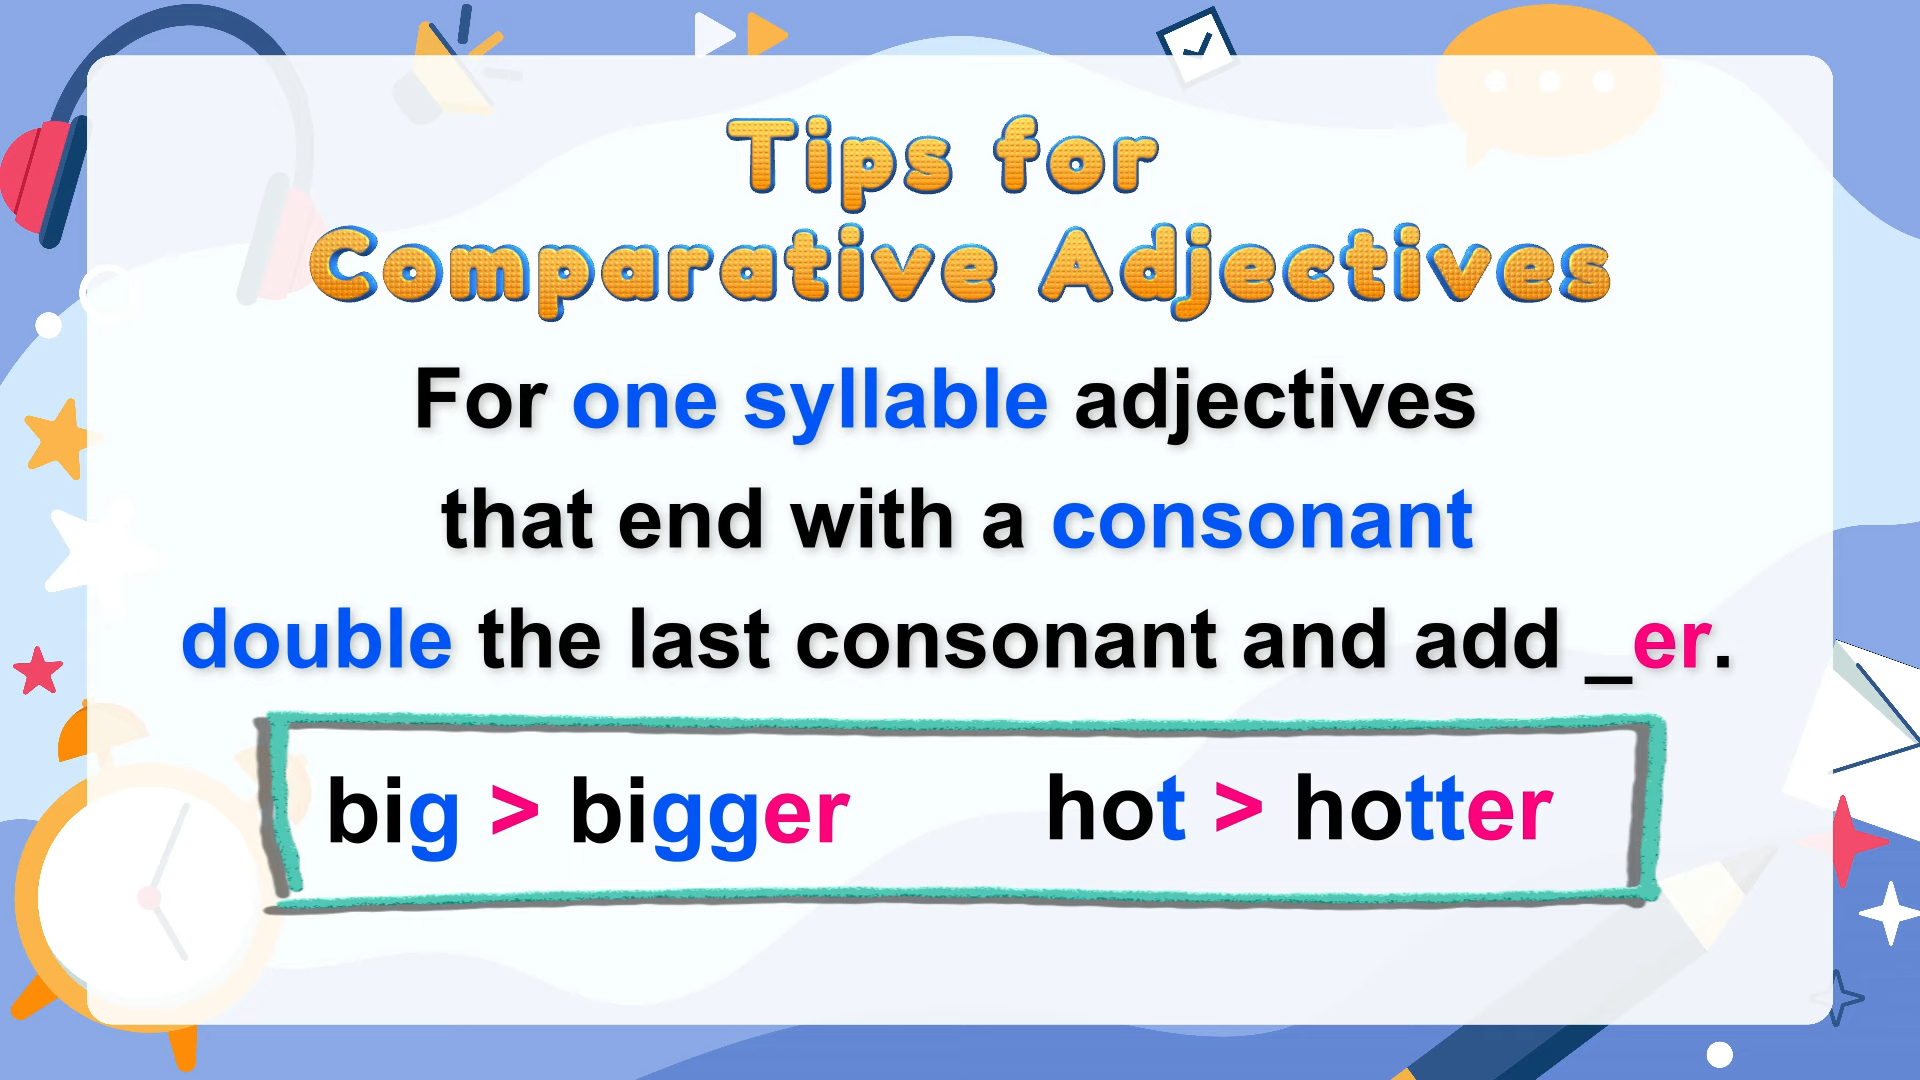 Tips for
Comparative Adjectives
For one syllable adjectives
that end with a consonant
double the last consonant and add _er.
big > bigger hot > hotter